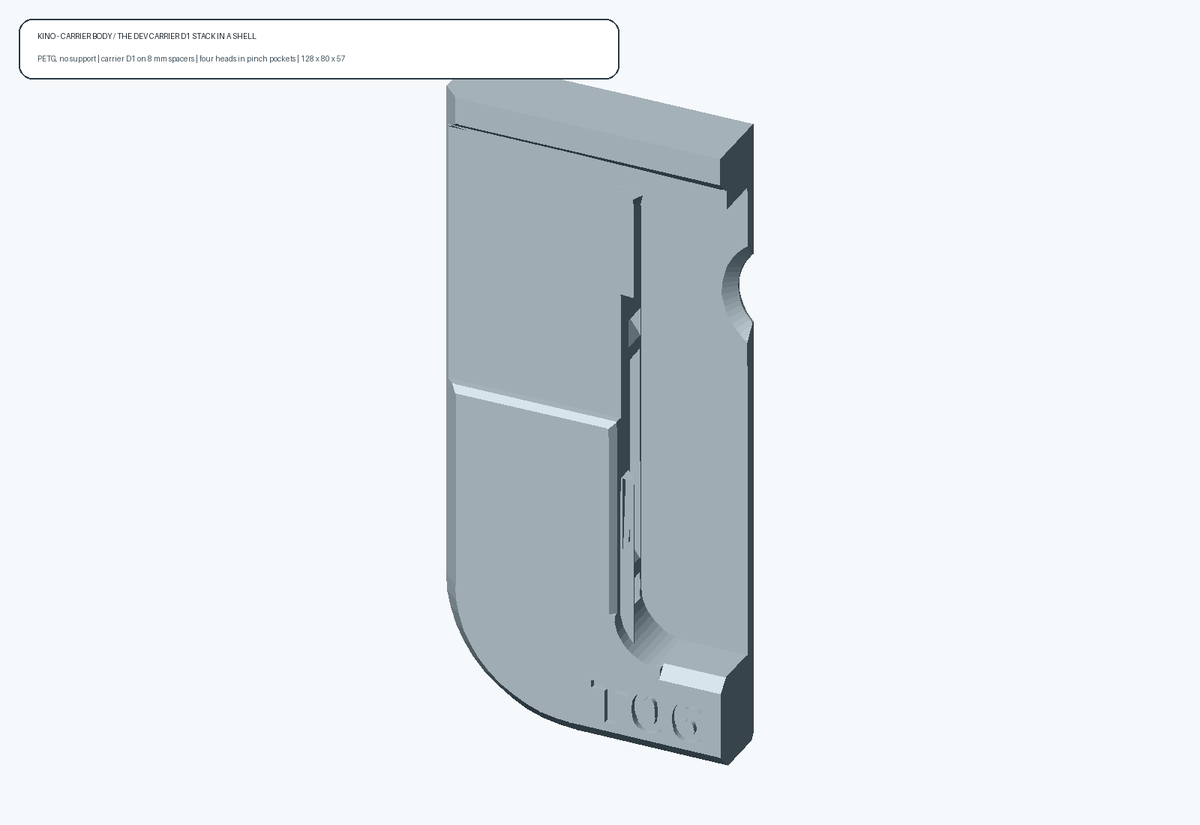 KINO - CARRIER BODY / THE DEV CARRIER D1 STACK IN A SHELL
PETG, no support | carrier D1 on 8 mm spacers | four heads in pinch pockets | 128 x 80 x 57
106